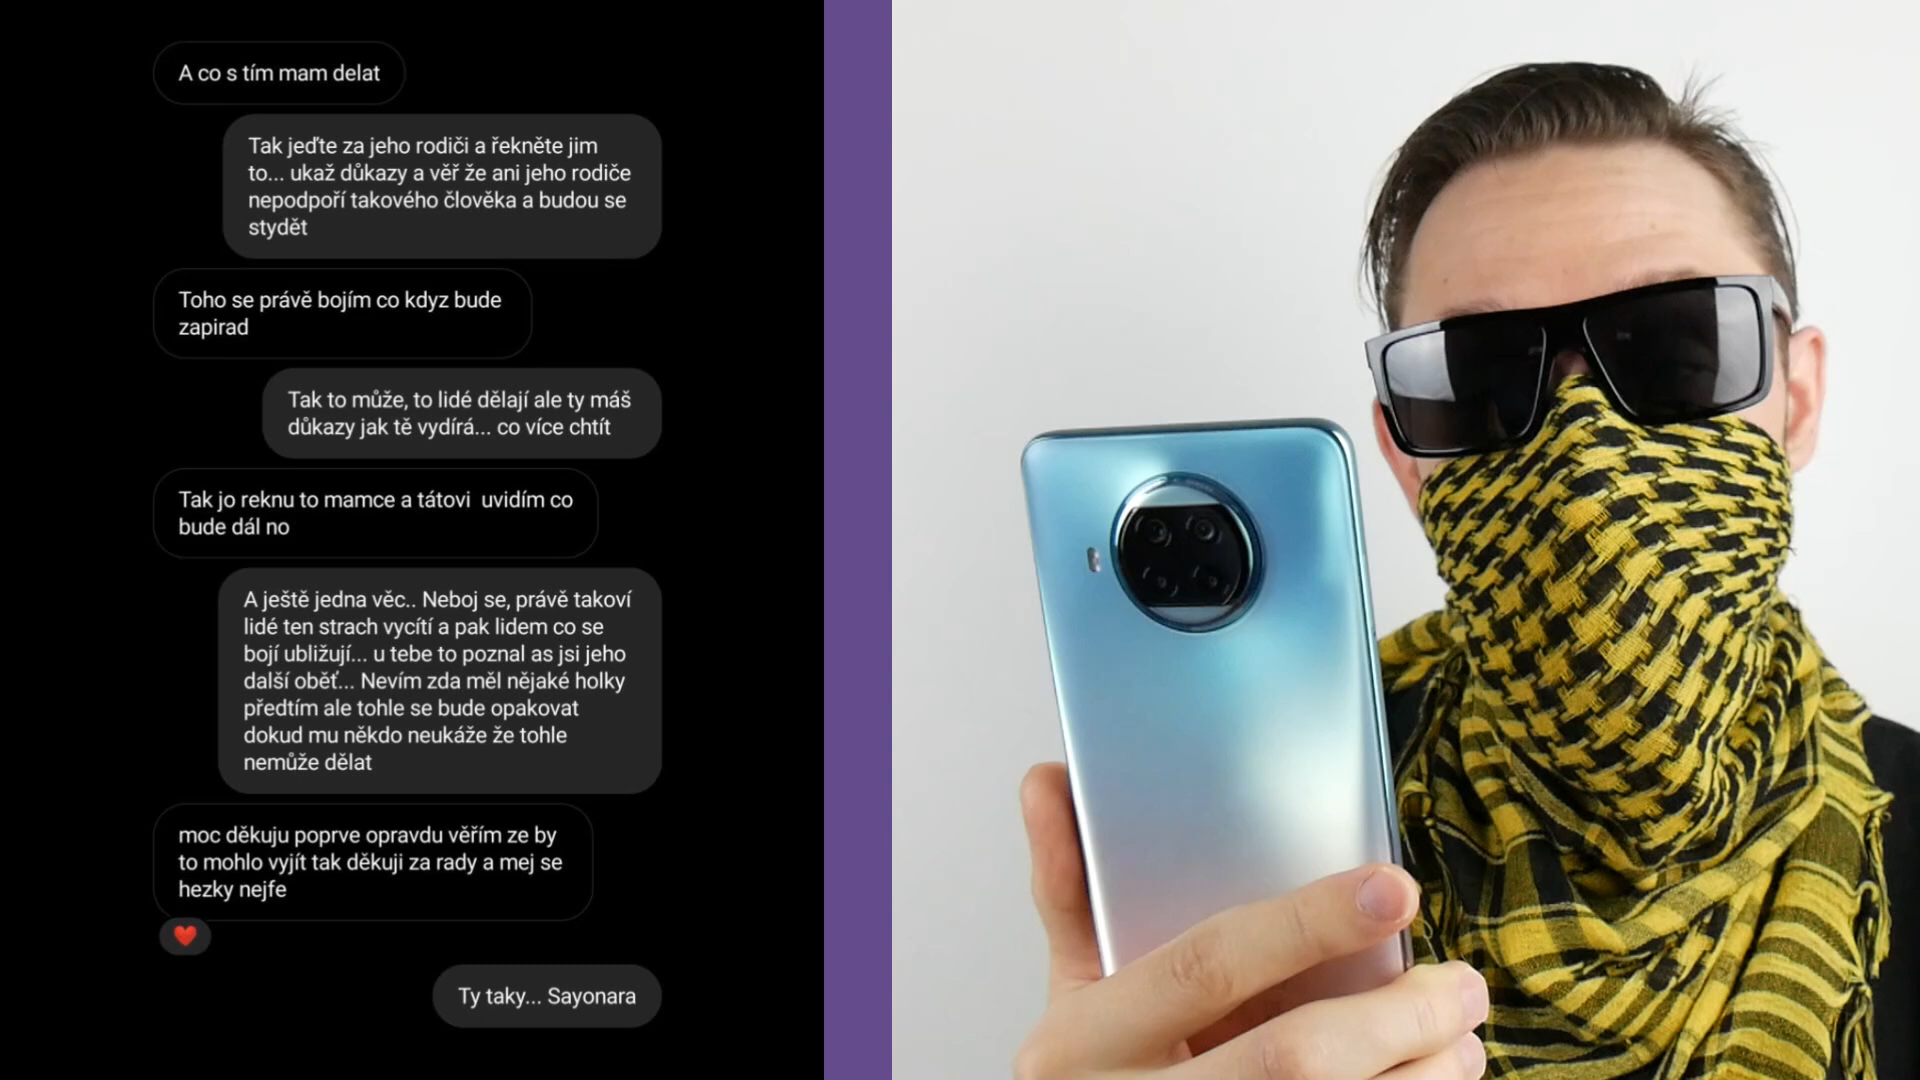 A co s tím mam delat
Tak jeďte za jeho rodiči a řekněte jim
to... ukaž důkazy a věř že ani jeho rodiče
nepodpoří takového člověka a budou se
stydět
Toho se právě bojím co kdyz bude
zapirad
Tak to může, to lidé dělají ale ty máš
důkazy jak tě vydírá... co více chtít
Tak jo reknu to mamce a tátovi  uvidím co
bude dál no
A ještě jedna věc.. Neboj se, právě takoví
lidé ten strach vycítí a pak lidem co se
bojí ubližují... u tebe to poznal as jsi jeho
další oběť... Nevím zda měl nějaké holky
předtím ale tohle se bude opakovat
dokud mu někdo neukáže že tohle
nemůže dělat
moc děkuju poprve opravdu věřím ze by
to mohlo vyjít tak děkuji za rady a mej se
hezky nejfe
Ty taky... Sayonara